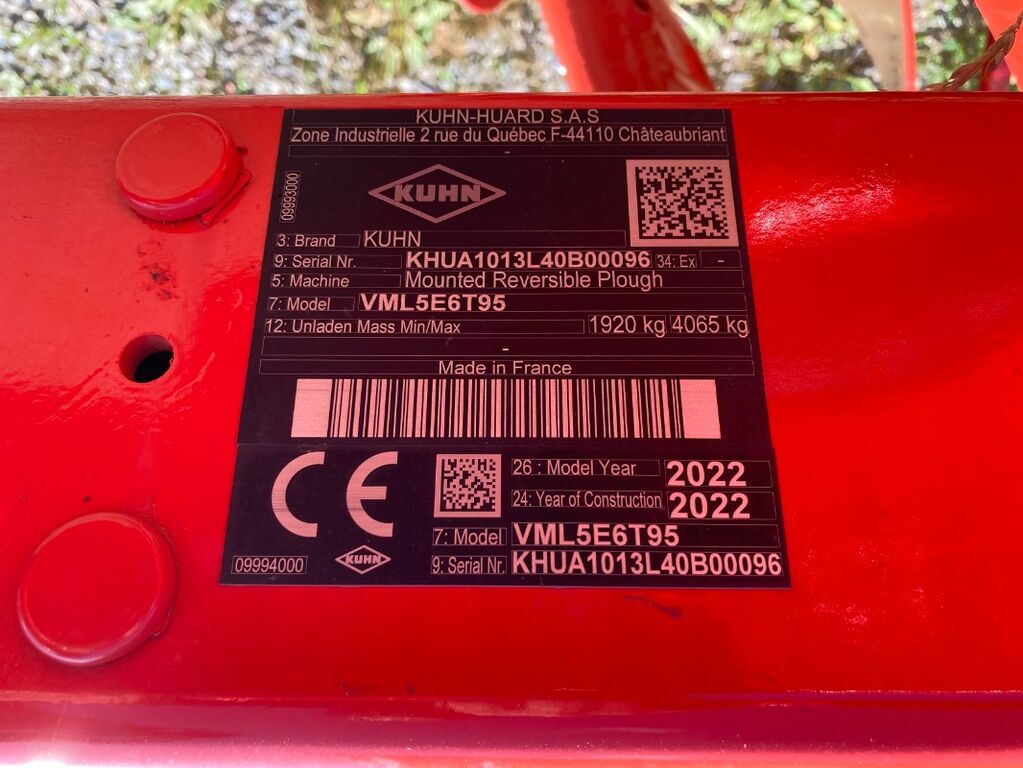 KUHN-HUARD S.A.S
Zone Industrielle 2 rue du Québec F-44110 Châteaubriant
-
09993000
KUHN
3: Brand KUHN
9: Serial Nr. KHUA1013L40B00096 34: Ex -
5: Machine Mounted Reversible Plough
7: Model VML5E6T95
12: Unladen Mass Min/Max 1920 kg 4065 kg
-
Made in France
CE
26 : Model Year 2022
24: Year of Construction 2022
7: Model VML5E6T95
09994000 KUHN 9: Serial Nr. KHUA1013L40B00096